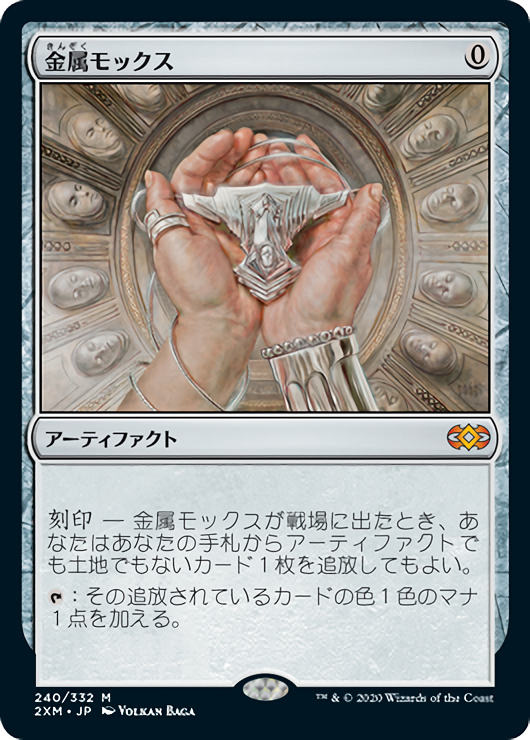 きんぞく
金属モックス 0
アーティファクト
刻印 ― 金属モックスが戦場に出たとき、あ
なたはあなたの手札からアーティファクトで
も土地でもないカード１枚を追放してもよい。
：その追放されているカードの色１色のマナ
１点を加える。
240/332 M
™ & © 2020 Wizards of the Coast
2XM • JP Volkan Baga